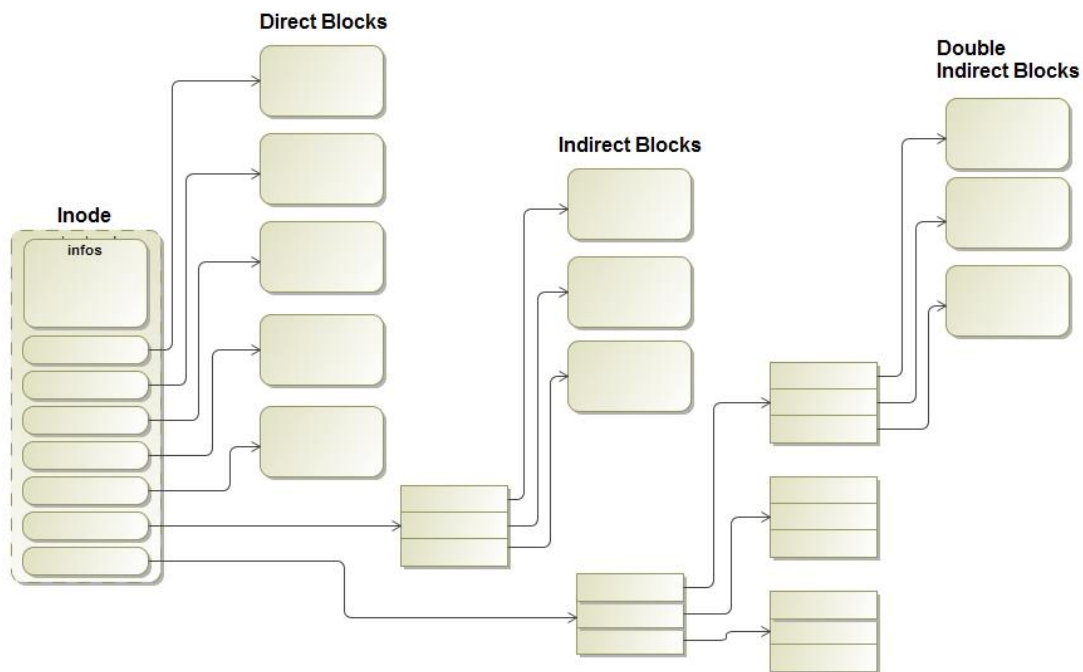 Direct Blocks
Double
Indirect Blocks
Indirect Blocks
Inode
infos